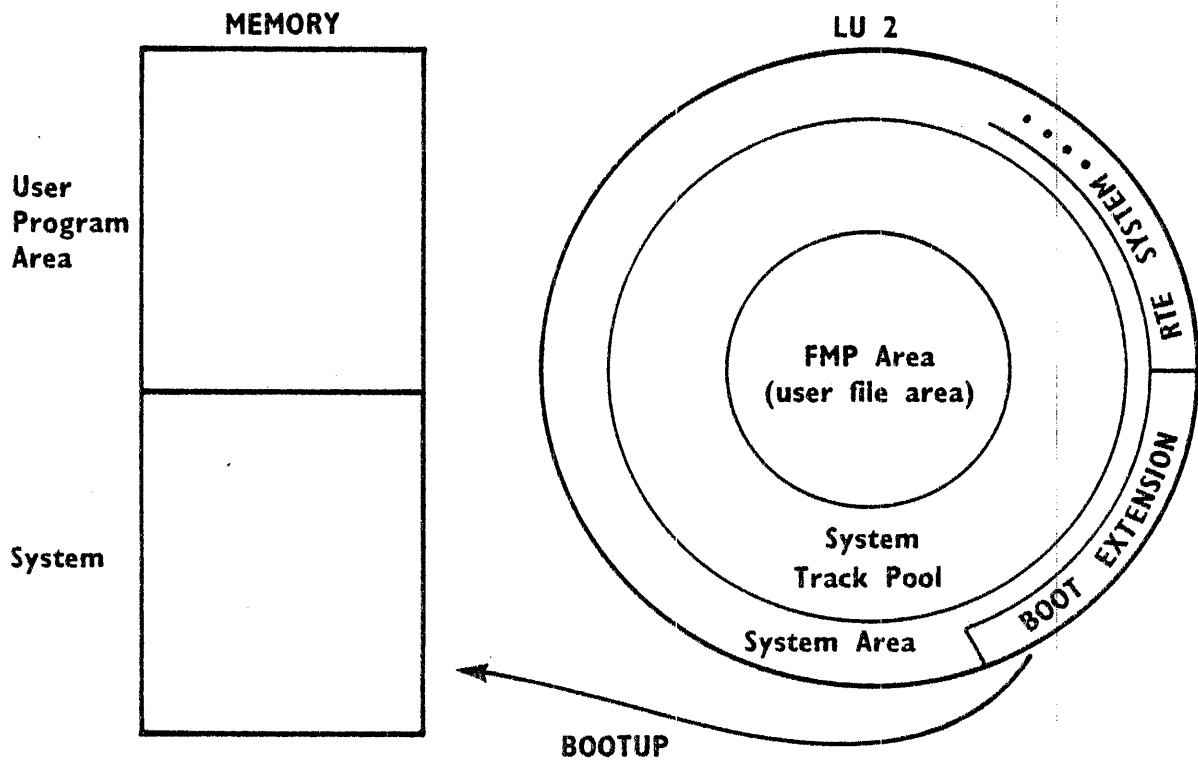 MEMORY
LU 2
User
Program
Area
RTE SYSTEM
FMP Area
(user file area)
BOOT EXTENSION
System
System
Track Pool
System Area
BOOTUP